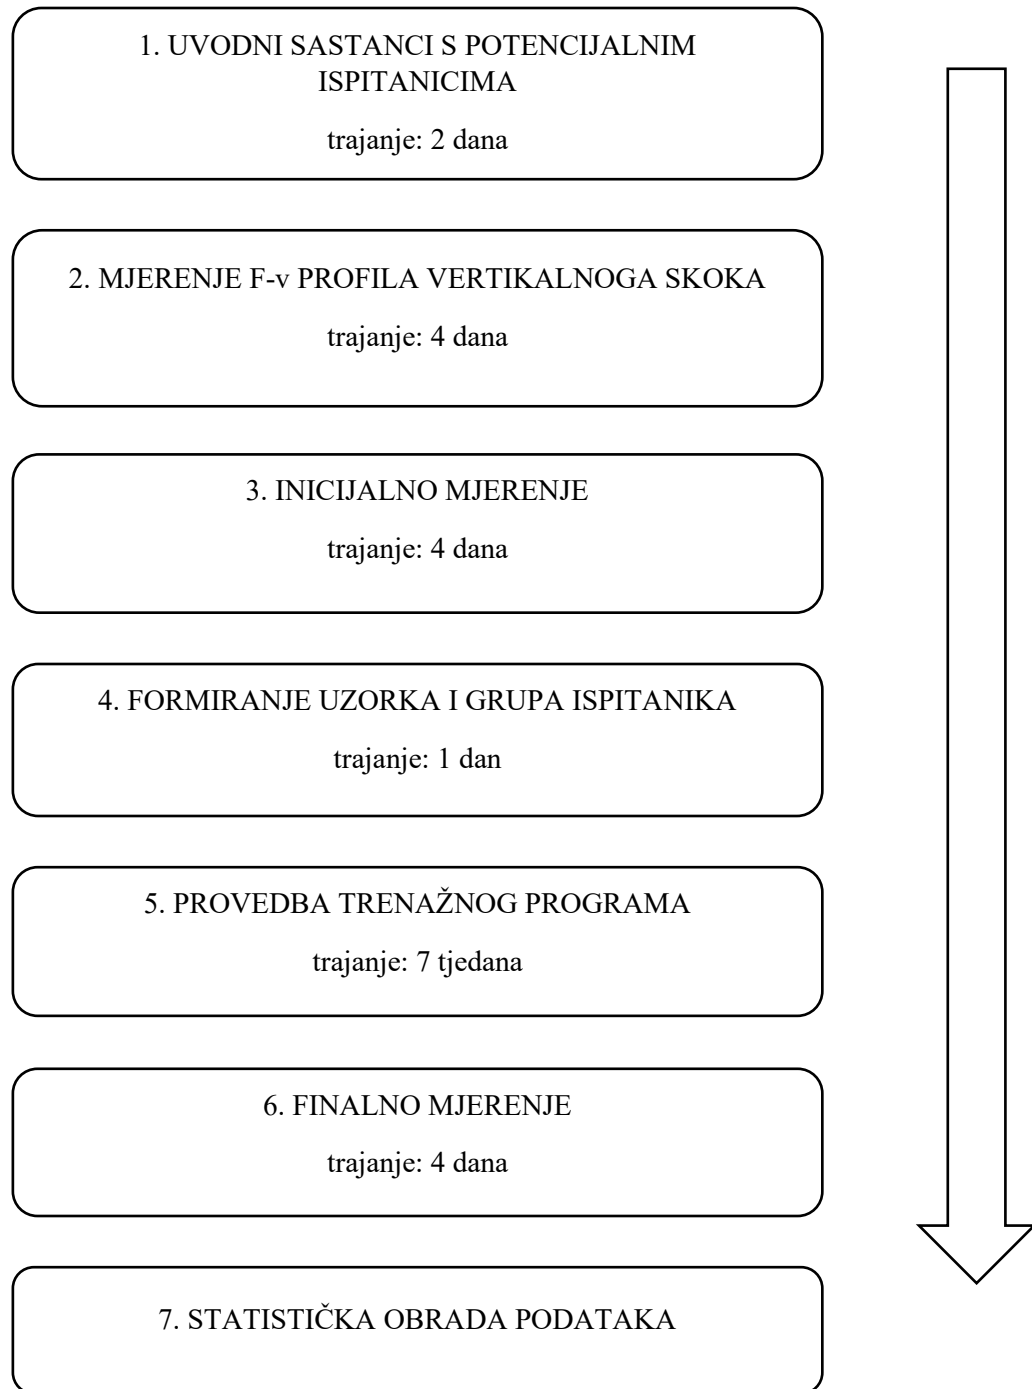 1. UVODNI SASTANCI S POTENCIJALNIM
ISPITANICIMA
trajanje: 2 dana
2. MJERENJE F-v PROFILA VERTIKALNOGA SKOKA
trajanje: 4 dana
3. INICIJALNO MJERENJE
trajanje: 4 dana
4. FORMIRANJE UZORKA I GRUPA ISPITANIKA
trajanje: 1 dan
5. PROVEDBA TRENAŽNOG PROGRAMA
trajanje: 7 tjedana
6. FINALNO MJERENJE
trajanje: 4 dana
7. STATISTIČKA OBRADA PODATAKA